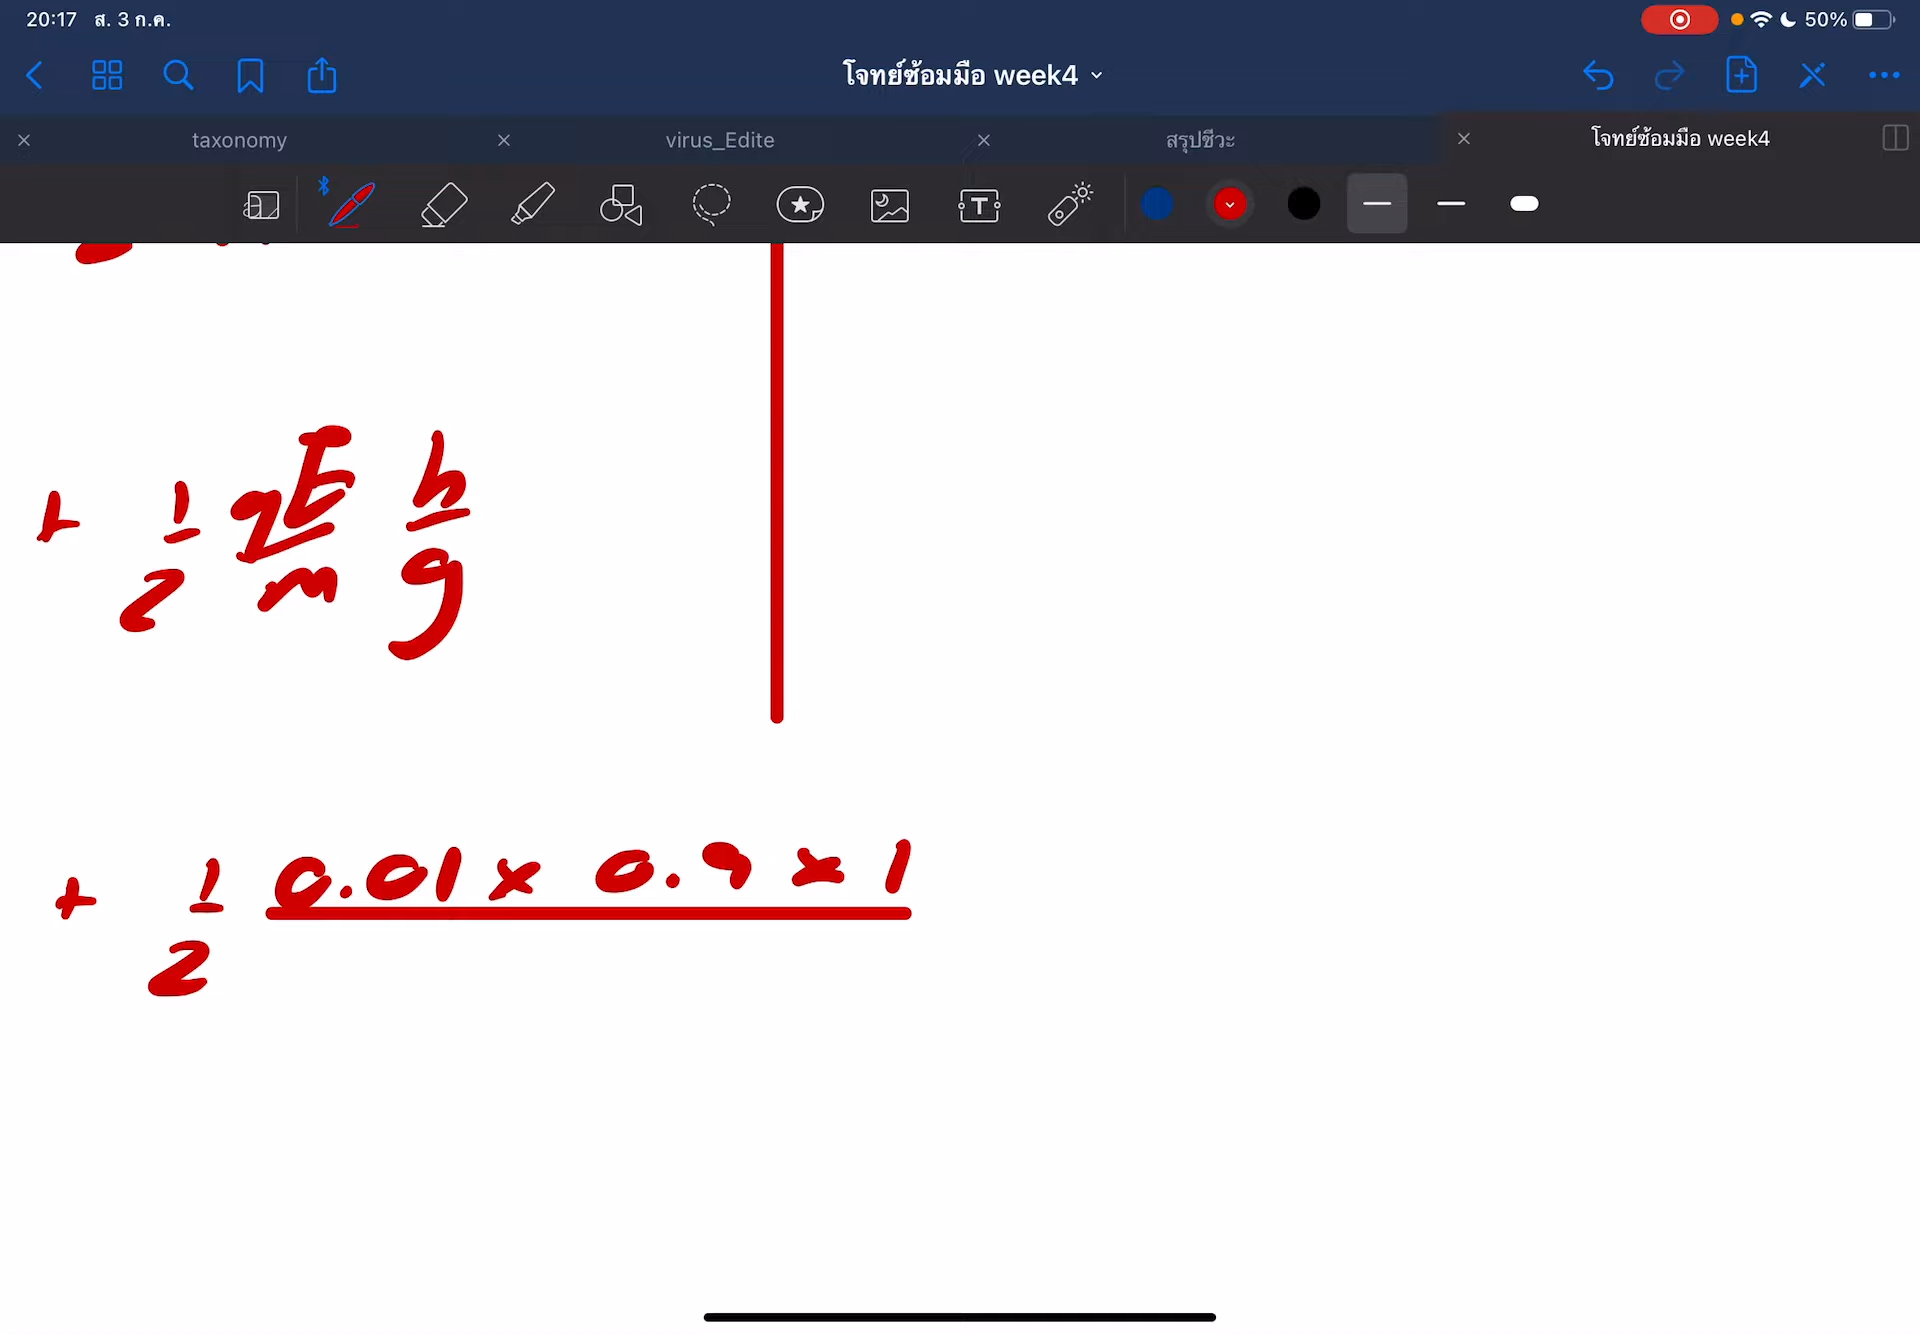 20:17 ส. 3 ก.ค. 50%
โจทย์ซ้อมมือ week4
taxonomy virus_Edite สรุปชีวะ โจทย์ซ้อมมือ week4
+ 1/2 qE/m h/g
+ 1/2 0.01 x 0.9 x 1